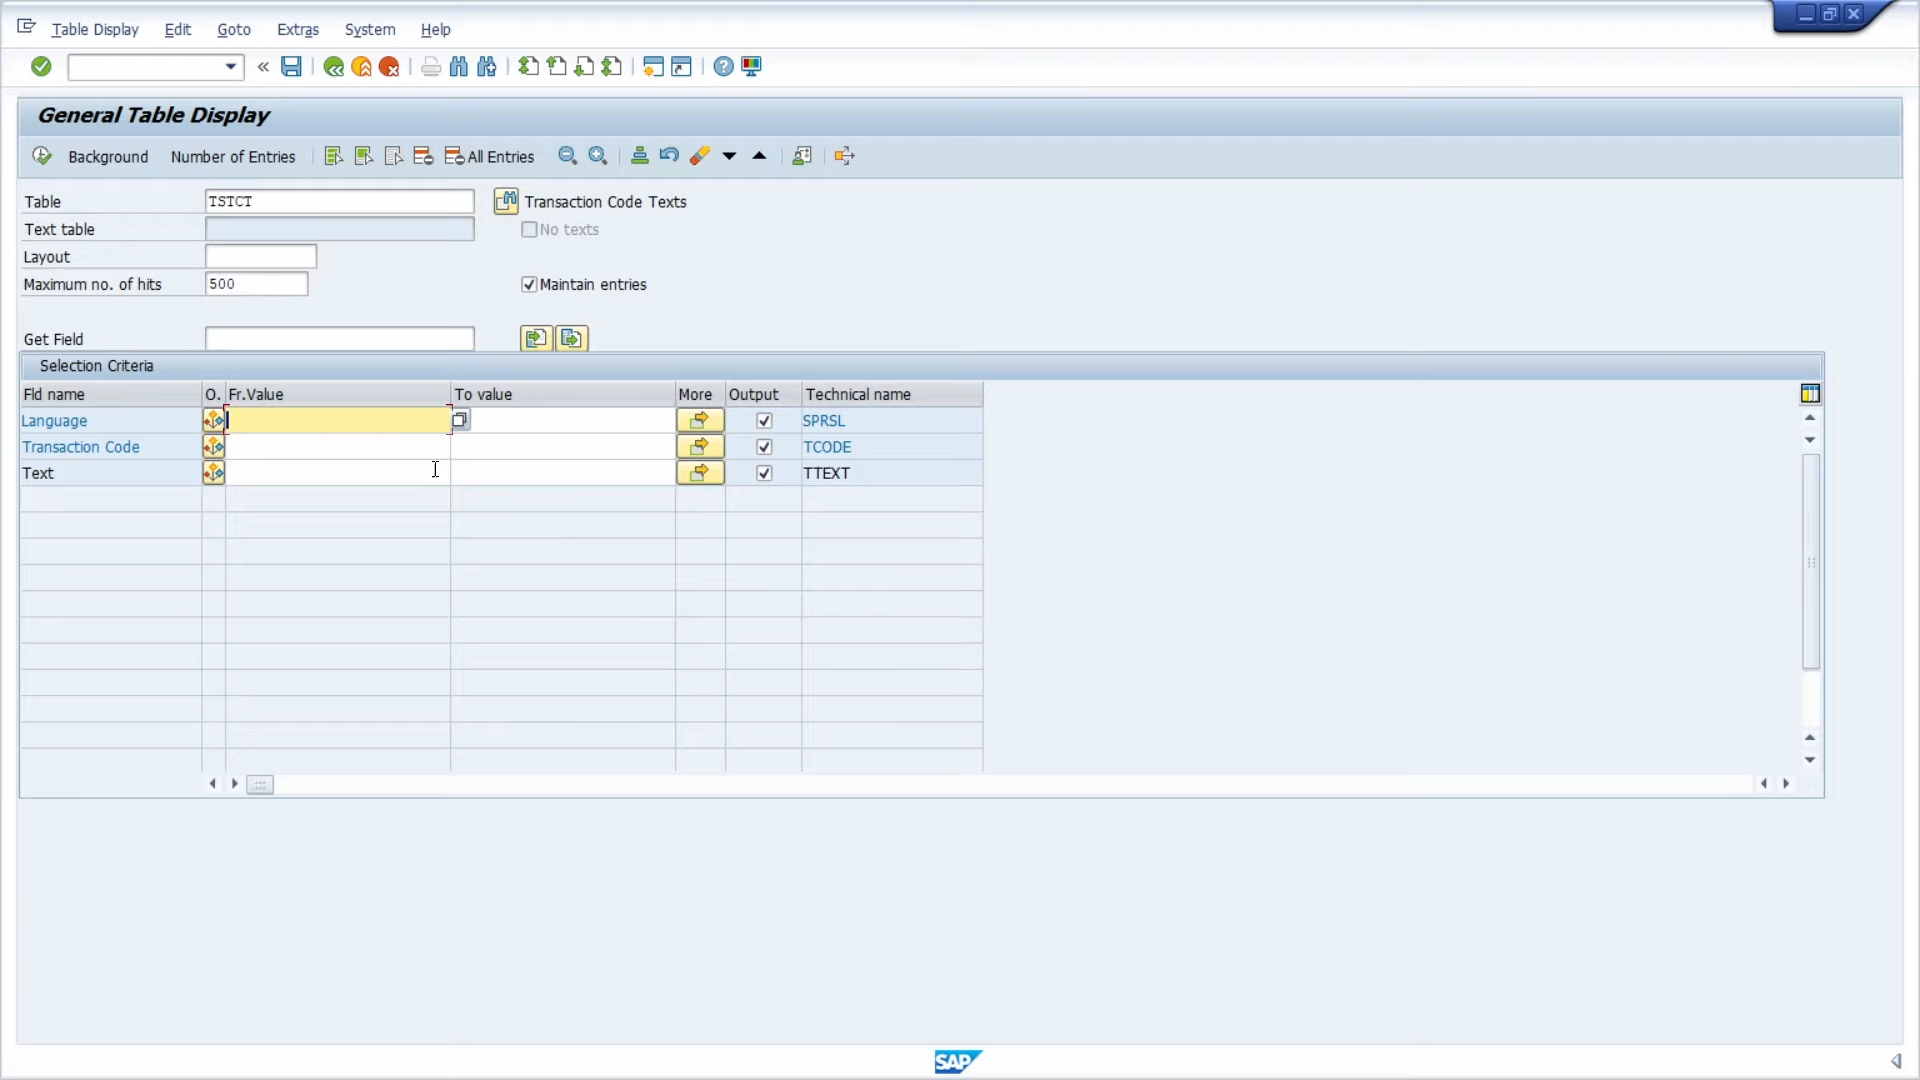 Table Display Edit Goto Extras System Help
General Table Display
Background Number of Entries All Entries
Table TSTCT Transaction Code Texts
Text table No texts
Layout
Maximum no. of hits 500 Maintain entries
Get Field
Selection Criteria
Fld name O. Fr.Value To value More Output Technical name
Language SPRSL
Transaction Code TCODE
Text TTEXT
SAP